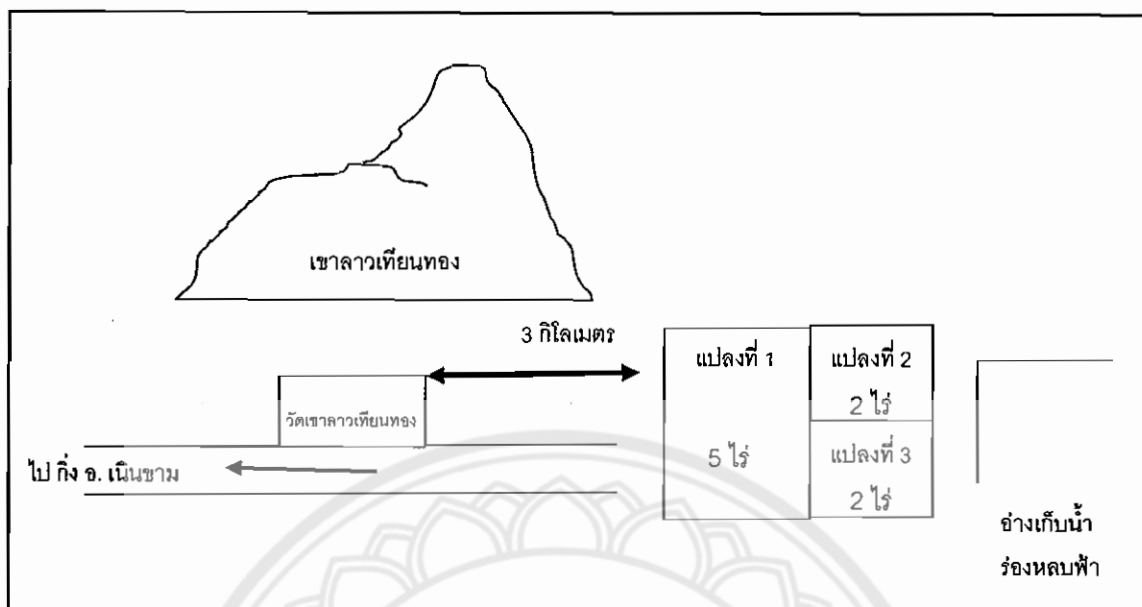 เขาลาวเทียนทอง
3 กิโลเมตร
แปลงที่ 1
5 ไร่
แปลงที่ 2
2 ไร่
แปลงที่ 3
2 ไร่
วัดเขาลาวเทียนทอง
ไป กิ่ง อ. เนินขาม
อ่างเก็บน้ำ
ร่องหลบฟ้า